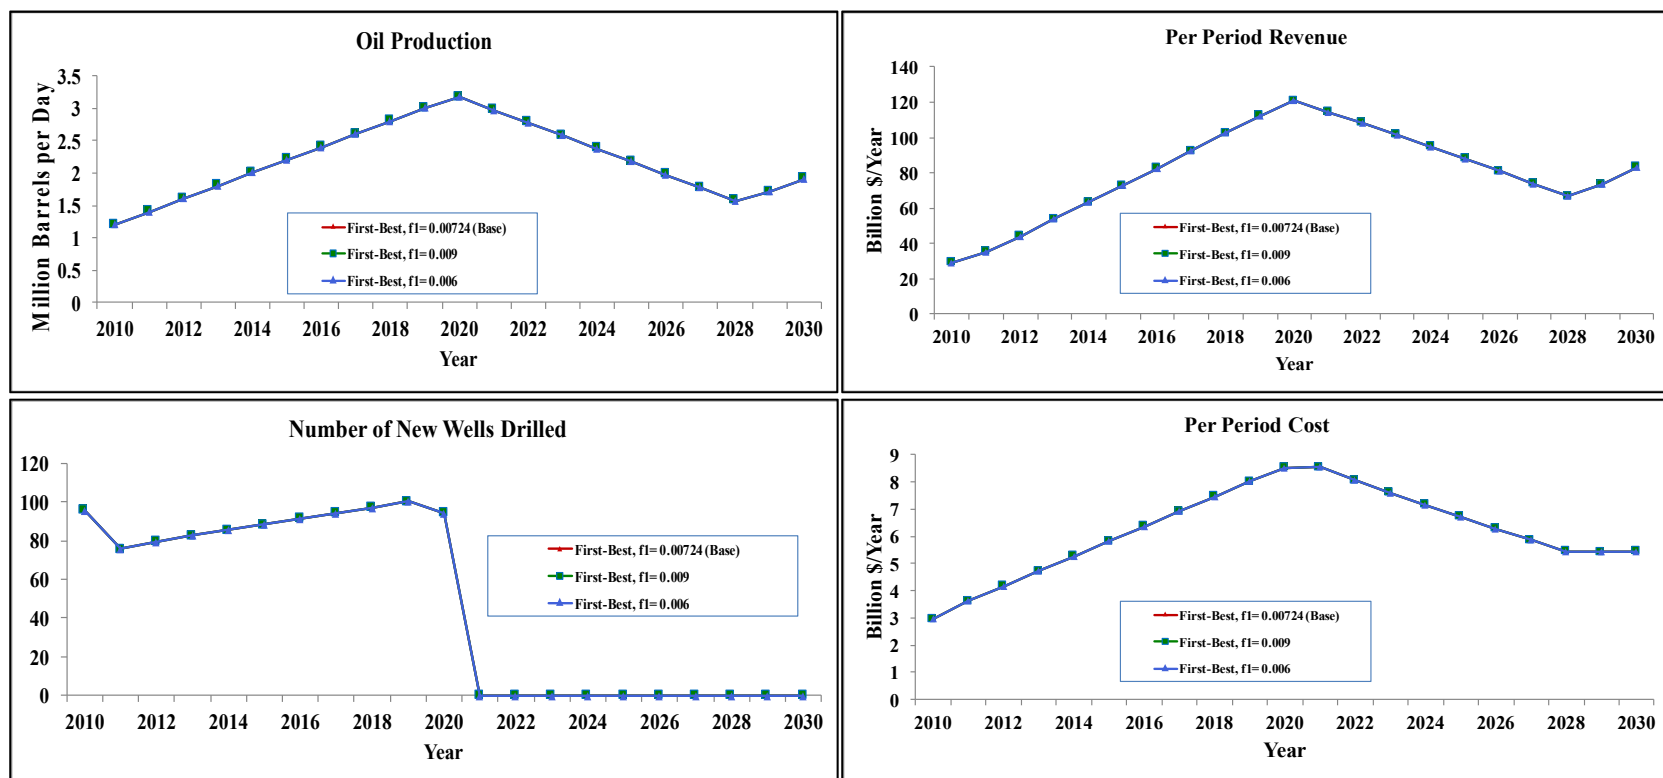 Oil Production
Million Barrels per Day
3.5
3
2.5
2
1.5
1
0.5
0
First-Best, f1= 0.00724 (Base)
First-Best, f1= 0.009
First-Best, f1= 0.006
2010 2012 2014 2016 2018 2020 2022 2024 2026 2028 2030
Year
Per Period Revenue
Billion $/Year
140
120
100
80
60
40
20
0
First-Best, f1= 0.00724 (Base)
First-Best, f1= 0.009
First-Best, f1= 0.006
2010 2012 2014 2016 2018 2020 2022 2024 2026 2028 2030
Year
Number of New Wells Drilled
120
100
80
60
40
20
0
First-Best, f1= 0.00724 (Base)
First-Best, f1= 0.009
First-Best, f1= 0.006
2010 2012 2014 2016 2018 2020 2022 2024 2026 2028 2030
Year
Per Period Cost
Billion $/Year
9
8
7
6
5
4
3
2
1
0
First-Best, f1= 0.00724 (Base)
First-Best, f1= 0.009
First-Best, f1= 0.006
2010 2012 2014 2016 2018 2020 2022 2024 2026 2028 2030
Year